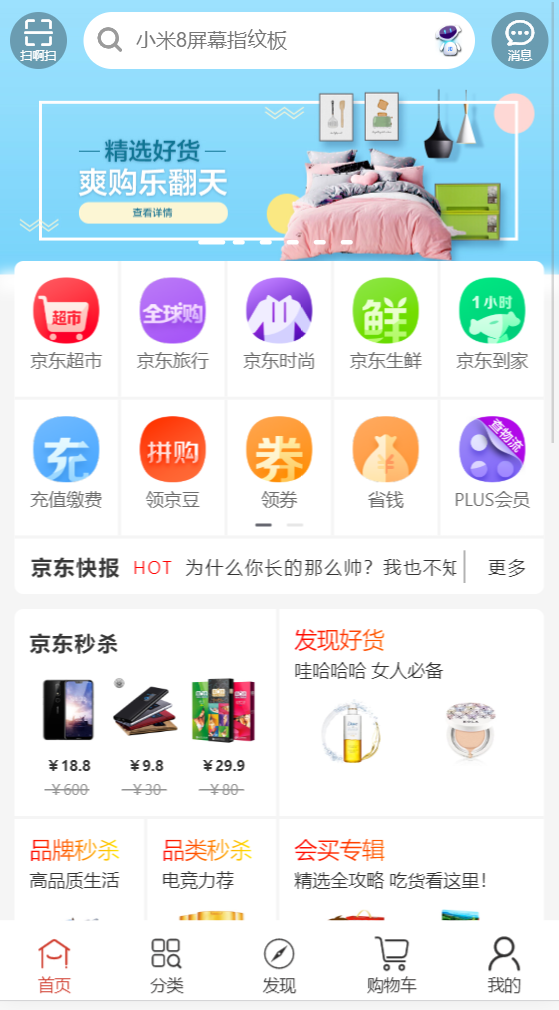 小米8屏幕指纹板
扫啊扫
消息
精选好货
爽购乐翻天
查看详情
超市
全球购
鲜
1小时
京东超市
京东旅行
京东时尚
京东生鲜
京东到家
充
拼购
券
查物流
充值缴费
领京豆
领券
省钱
PLUS会员
京东快报 HOT 为什么你长的那么帅？我也不知 更多
京东秒杀
¥18.8
¥9.8
¥29.9
¥600
¥30
¥80
发现好货
哇哈哈哈 女人必备
品牌秒杀
高品质生活
品类秒杀
电竞力荐
会买专辑
精选全攻略 吃货看这里！
首页
分类
发现
购物车
我的